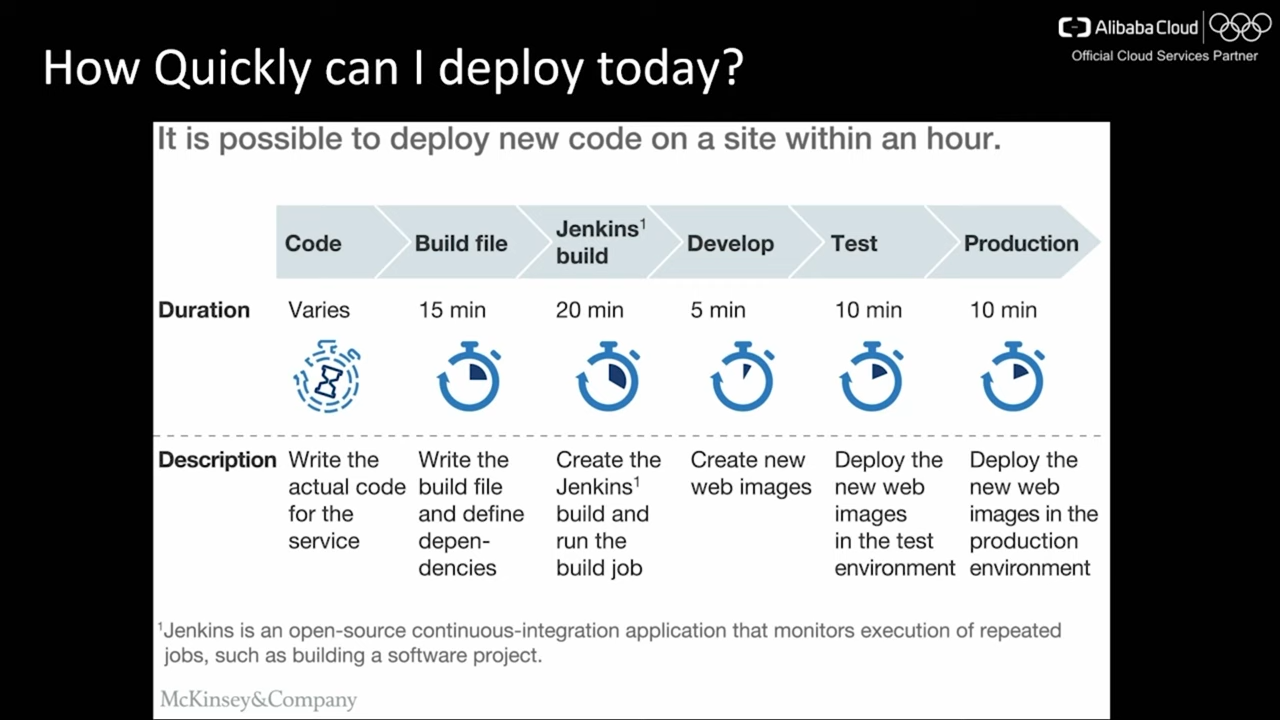 Alibaba Cloud
Official Cloud Services Partner
How Quickly can I deploy today?
It is possible to deploy new code on a site within an hour.
Code
Build file
Jenkins¹
build
Develop
Test
Production
Duration
Varies
15 min
20 min
5 min
10 min
10 min
Description
Write the
actual code
for the
service
Write the
build file
and define
depen-
dencies
Create the
Jenkins¹
build and
run the
build job
Create new
web images
Deploy the
new web
images
in the test
environment
Deploy the
new web
images in the
production
environment
¹Jenkins is an open-source continuous-integration application that monitors execution of repeated
jobs, such as building a software project.
McKinsey&Company